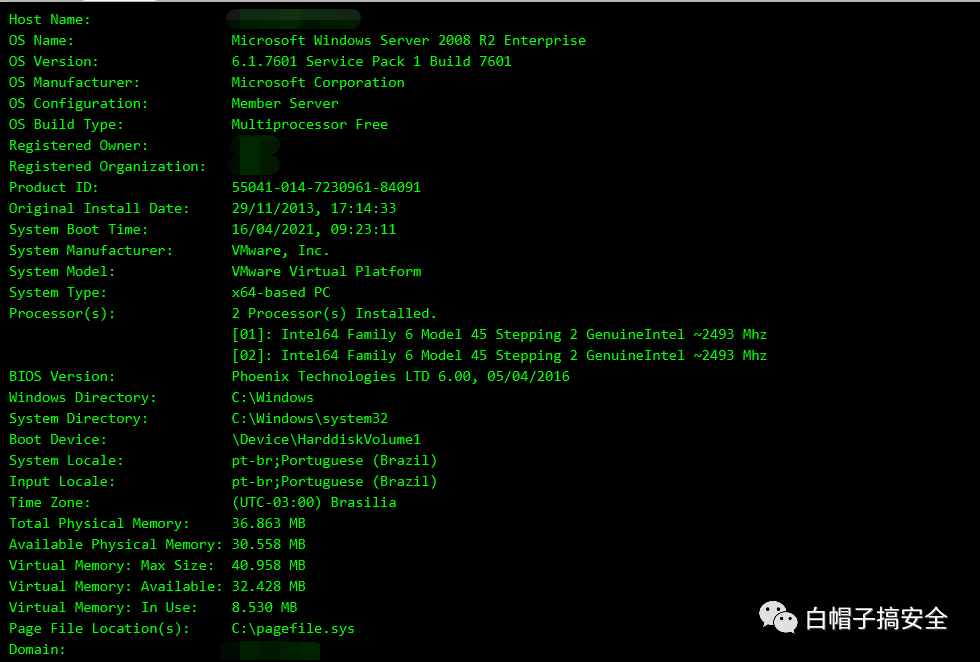 Host Name:
OS Name: Microsoft Windows Server 2008 R2 Enterprise
OS Version: 6.1.7601 Service Pack 1 Build 7601
OS Manufacturer: Microsoft Corporation
OS Configuration: Member Server
OS Build Type: Multiprocessor Free
Registered Owner:
Registered Organization:
Product ID: 55041-014-7230961-84091
Original Install Date: 29/11/2013, 17:14:33
System Boot Time: 16/04/2021, 09:23:11
System Manufacturer: VMware, Inc.
System Model: VMware Virtual Platform
System Type: x64-based PC
Processor(s): 2 Processor(s) Installed.
[01]: Intel64 Family 6 Model 45 Stepping 2 GenuineIntel ~2493 Mhz
[02]: Intel64 Family 6 Model 45 Stepping 2 GenuineIntel ~2493 Mhz
BIOS Version: Phoenix Technologies LTD 6.00, 05/04/2016
Windows Directory: C:\Windows
System Directory: C:\Windows\system32
Boot Device: \Device\HarddiskVolume1
System Locale: pt-br;Portuguese (Brazil)
Input Locale: pt-br;Portuguese (Brazil)
Time Zone: (UTC-03:00) Brasilia
Total Physical Memory: 36.863 MB
Available Physical Memory: 30.558 MB
Virtual Memory: Max Size: 40.958 MB
Virtual Memory: Available: 32.428 MB
Virtual Memory: In Use: 8.530 MB
Page File Location(s): C:\pagefile.sys
Domain:
白帽子搞安全